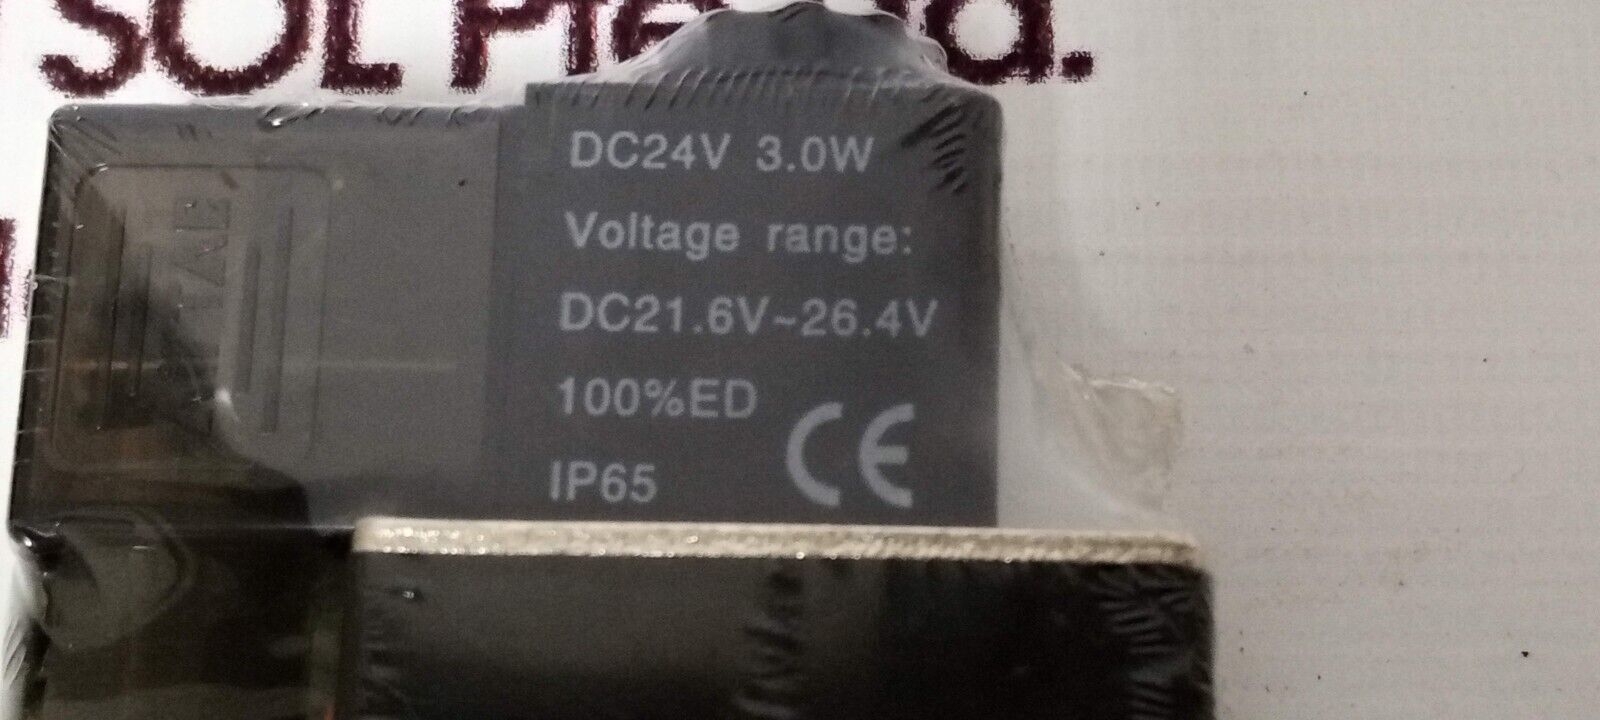 DC24V 3.0W
Voltage range:
DC21.6V~26.4V
100%ED
IP65 CE